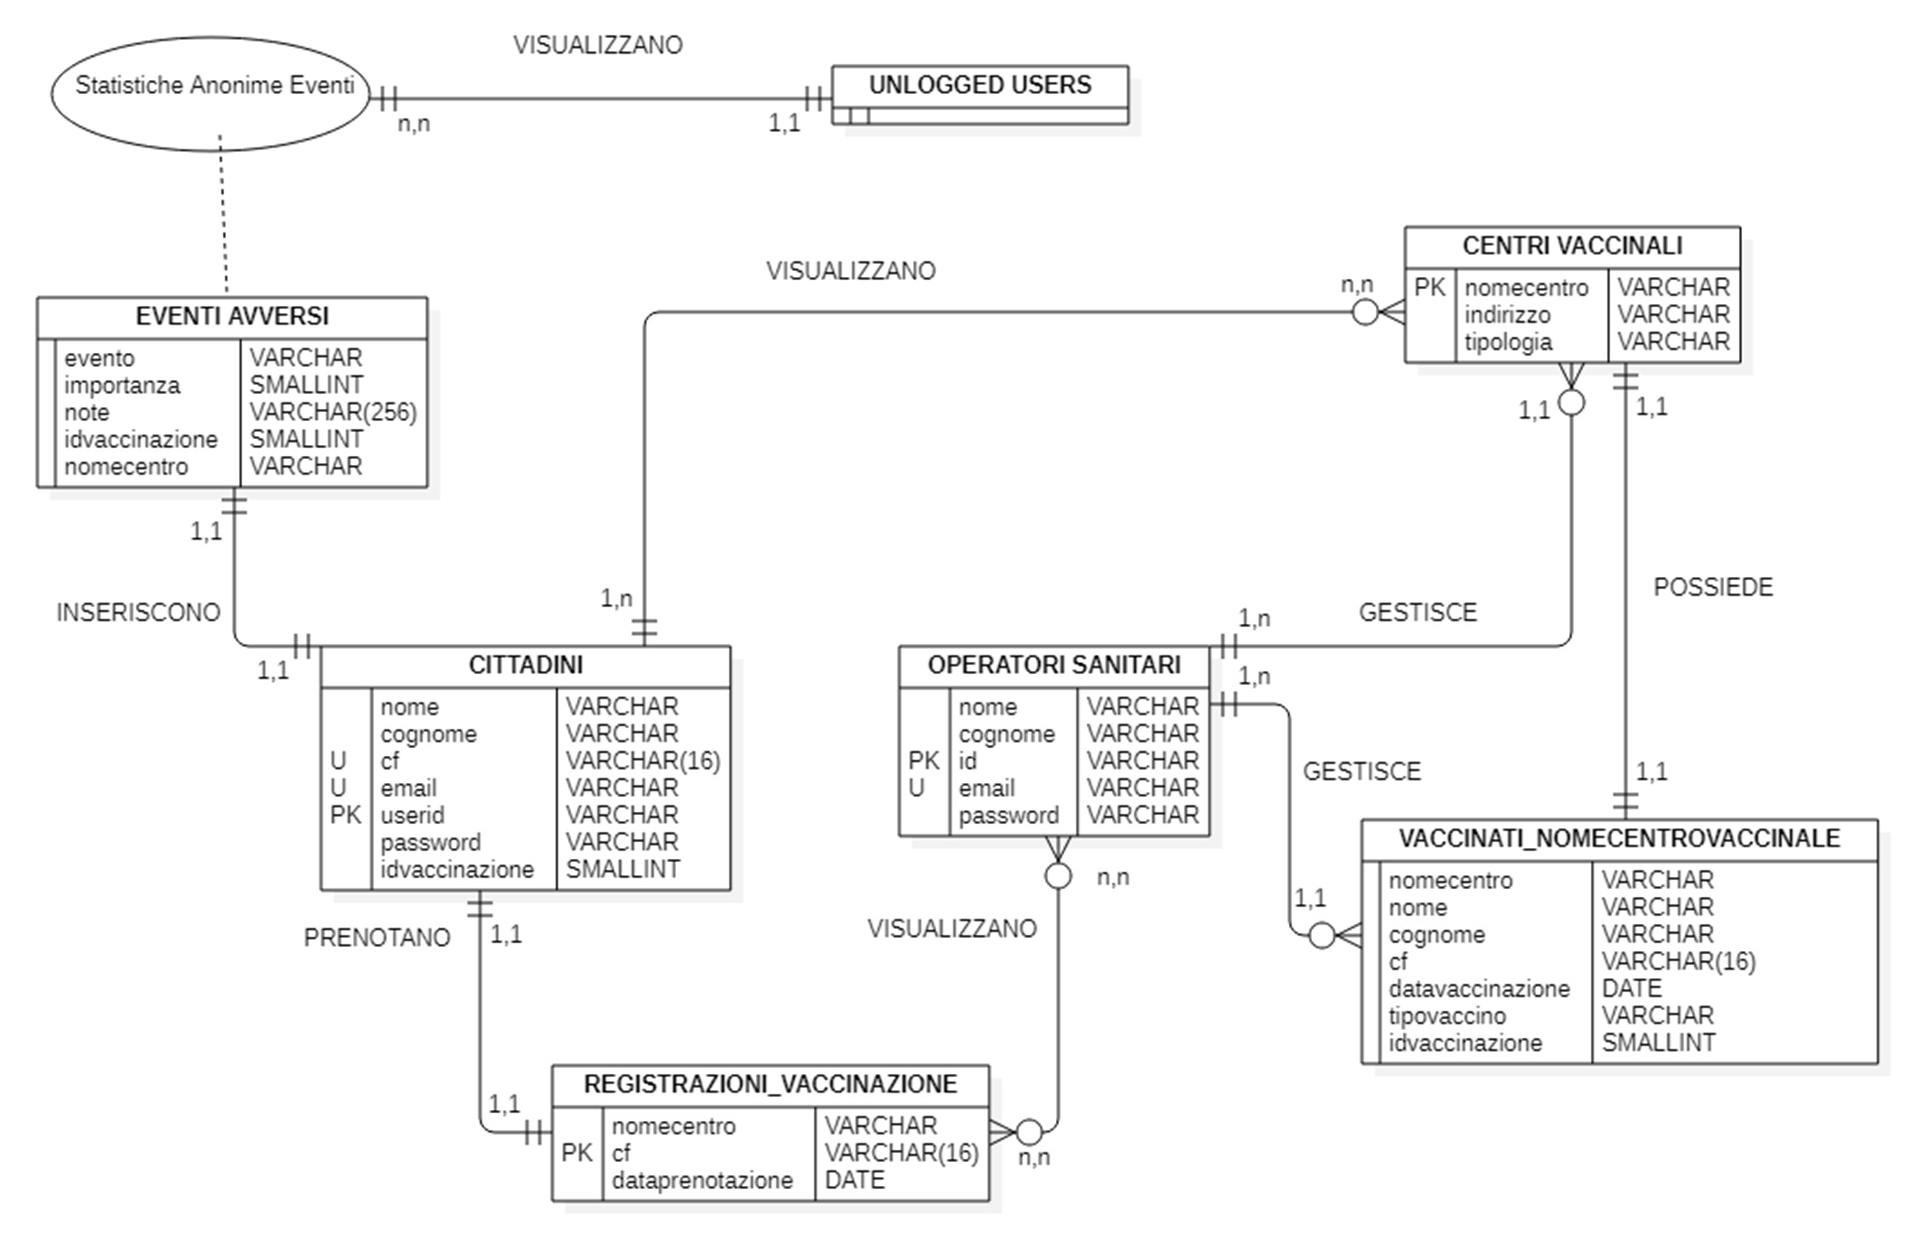 VISUALIZZANO
Statistiche Anonime Eventi
n,n
1,1
UNLOGGED USERS
EVENTI AVVERSI
evento VARCHAR
importanza SMALLINT
note VARCHAR(256)
idvaccinazione SMALLINT
nomecentro VARCHAR
VISUALIZZANO
n,n
1,n
CENTRI VACCINALI
PK nomecentro VARCHAR
indirizzo VARCHAR
tipologia VARCHAR
1,1
1,1
1,1
INSERISCONO
1,1
CITTADINI
nome VARCHAR
cognome VARCHAR
U cf VARCHAR(16)
U email VARCHAR
PK userid VARCHAR
password VARCHAR
idvaccinazione SMALLINT
1,n
GESTISCE
POSSIEDE
OPERATORI SANITARI
nome VARCHAR
cognome VARCHAR
PK id VARCHAR
U email VARCHAR
password VARCHAR
1,n
GESTISCE
1,1
1,1
VACCINATI_NOMECENTROVACCINALE
nomecentro VARCHAR
nome VARCHAR
cognome VARCHAR
cf VARCHAR(16)
datavaccinazione DATE
tipovaccino VARCHAR
idvaccinazione SMALLINT
PRENOTANO
1,1
n,n
VISUALIZZANO
1,1
REGISTRAZIONI_VACCINAZIONE
nomecentro VARCHAR
PK cf VARCHAR(16)
dataprenotazione DATE
n,n